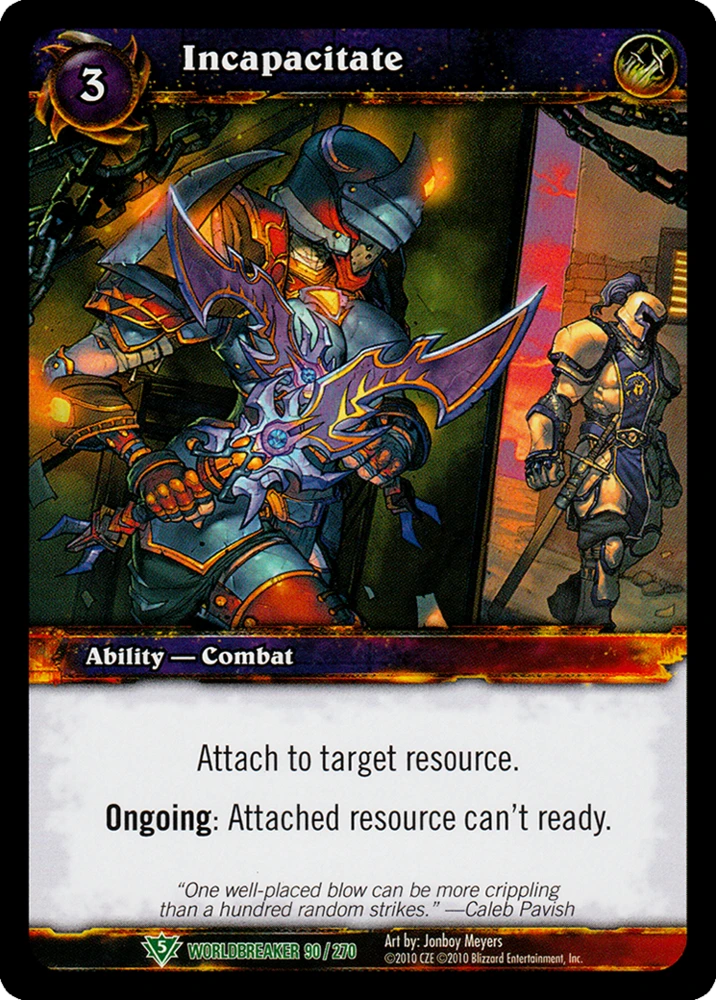 3
Incapacitate
Ability — Combat
Attach to target resource.
Ongoing: Attached resource can't ready.
"One well-placed blow can be more crippling
than a hundred random strikes." —Caleb Pavish
5
WORLDBREAKER 90/270
Art by: Jonboy Meyers
©2010 CZE ©2010 Blizzard Entertainment, Inc.